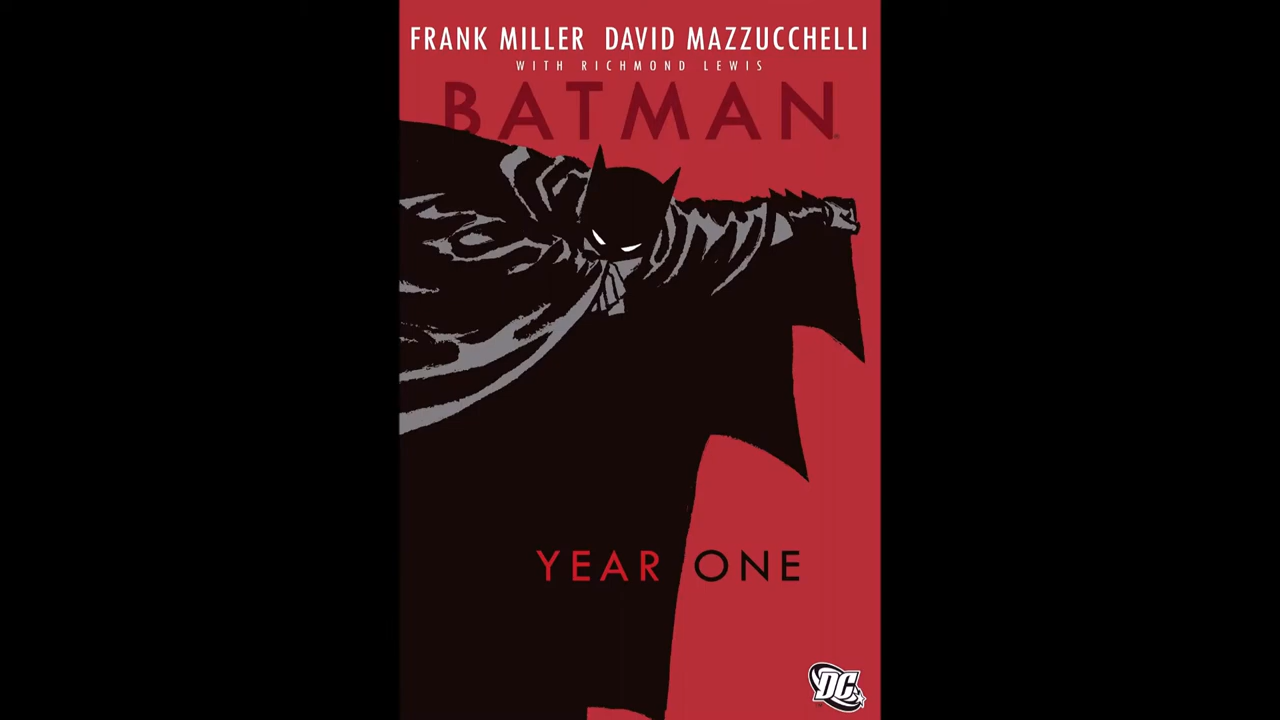 FRANK MILLER DAVID MAZZUCCHELLI
WITH RICHMOND LEWIS
BATMAN
YEAR ONE
DC